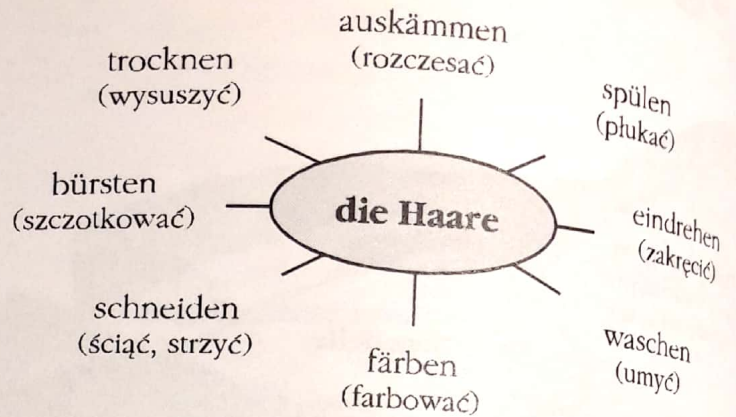 auskämmen
(rozczesać)
trocknen
(wysuszyć)
spülen
(płukać)
bürsten
(szczotkować)
die Haare
eindrehen
(zakręcić)
schneiden
(ściąć, strzyć)
färben
(farbować)
waschen
(umyć)